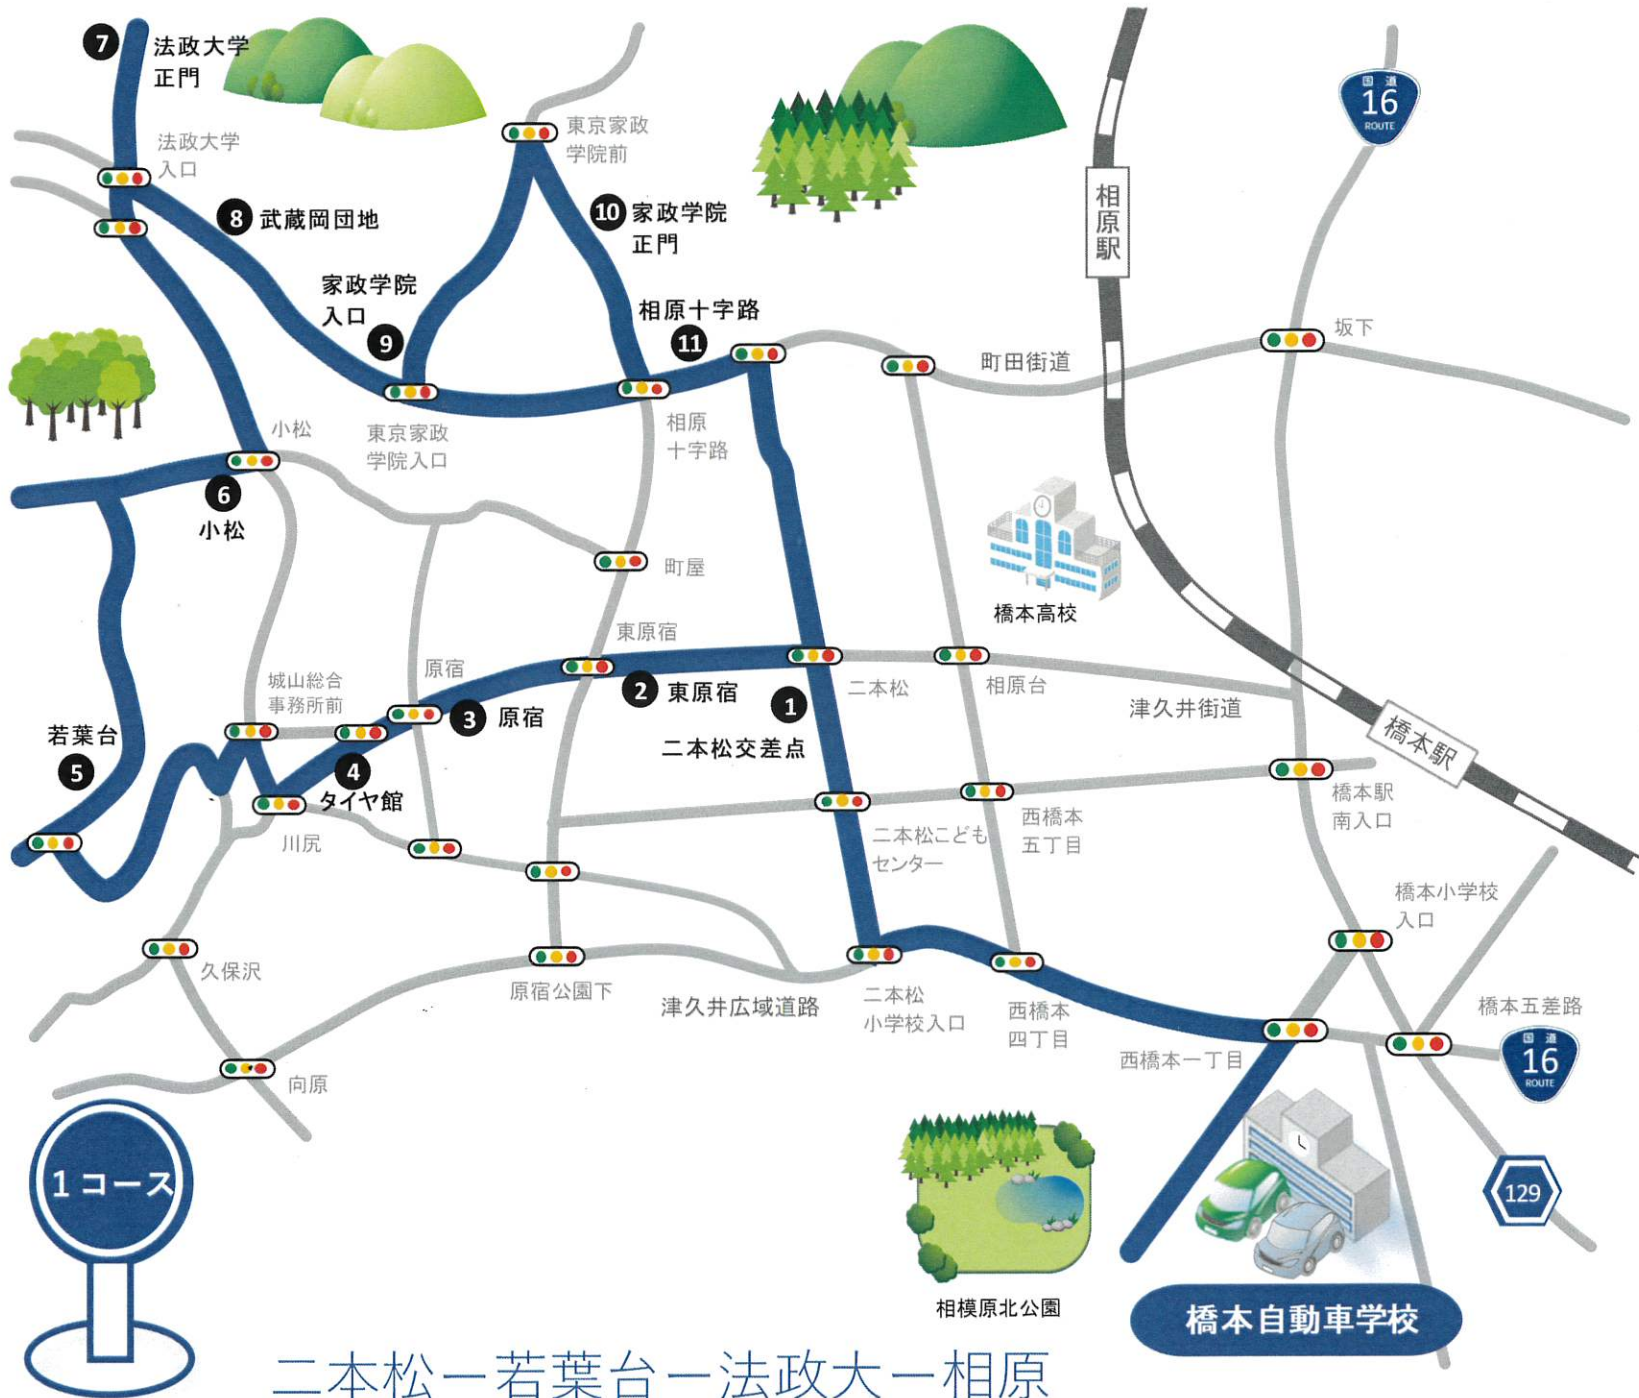 7
法政大学
正門
法政大学
入口
8 武蔵岡団地
東京家政
学院前
10 家政学院
正門
家政学院
入口
9
相原十字路
11
相原駅
国道
16
ROUTE
坂下
町田街道
小松
東京家政
学院入口
相原
十字路
6
小松
町屋
橋本高校
東原宿
城山総合
事務所前
原宿
2 東原宿
3 原宿
1
二本松交差点
二本松
相原台
津久井街道
橋本駅
若葉台
5
4
タイヤ館
川尻
二本松こども
センター
西橋本
五丁目
橋本駅
南入口
橋本小学校
入口
久保沢
原宿公園下
津久井広域道路
二本松
小学校入口
西橋本
四丁目
西橋本一丁目
橋本五差路
国道
16
ROUTE
向原
129
1コース
相模原北公園
橋本自動車学校
二本松ー若葉台ー法政大ー相原